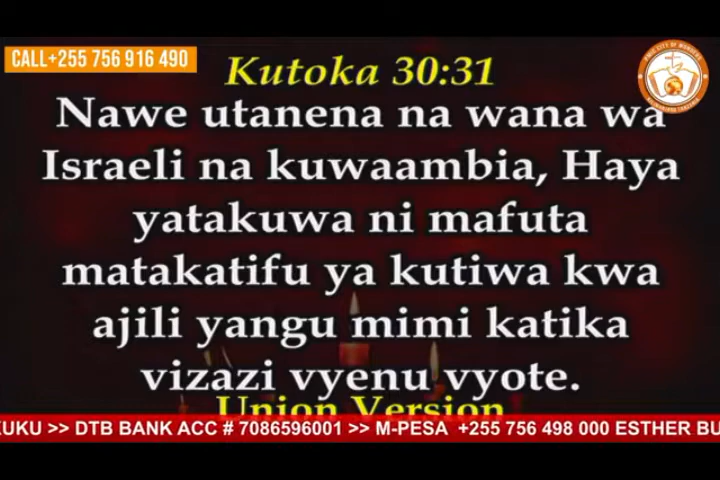 CALL+255 756 916 490
Kutoka 30:31
Nawe utanena na wana wa
Israeli na kuwaambia, Haya
yatakuwa ni mafuta
matakatifu ya kutiwa kwa
ajili yangu mimi katika
vizazi vyenu vyote.
Union Version
>> DTB BANK ACC # 7086596001 >> M-PESA +255 756 498 000 ESTHER